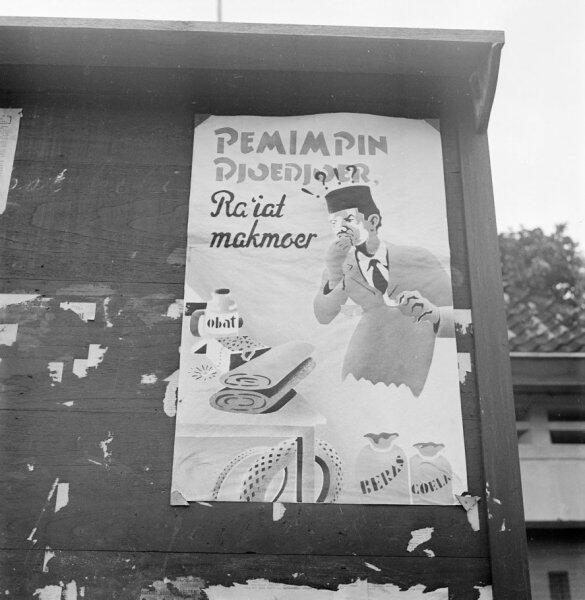 PEMIMPIN
DJOEDJOER,
Ra'iat
makmoer
? ? ?
obat
BERAS
GOELA